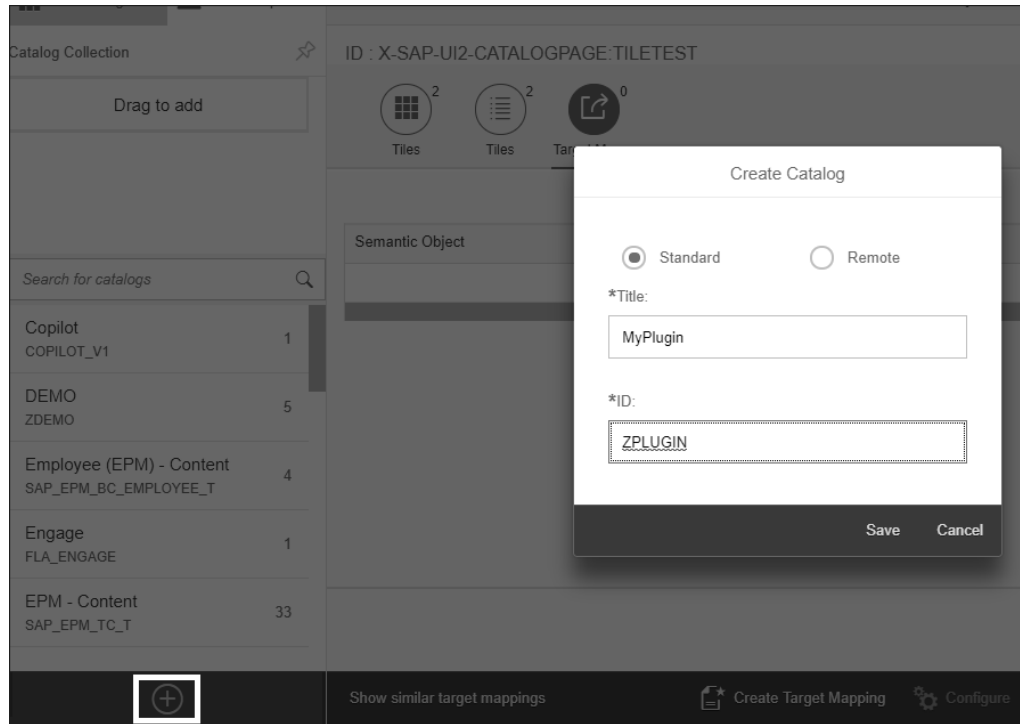 Catalog Collection
Drag to add
Search for catalogs
Copilot
COPILOT_V1
1
DEMO
ZDEMO
5
Employee (EPM) - Content
SAP_EPM_BC_EMPLOYEE_T
4
Engage
FLA_ENGAGE
1
EPM - Content
SAP_EPM_TC_T
33
ID : X-SAP-UI2-CATALOGPAGE:TILETEST
2
2
0
Tiles
Tiles
Semantic Object
Create Catalog
Standard
Remote
*Title:
MyPlugin
*ID:
ZPLUGIN
Save
Cancel
Show similar target mappings
Create Target Mapping
Configure